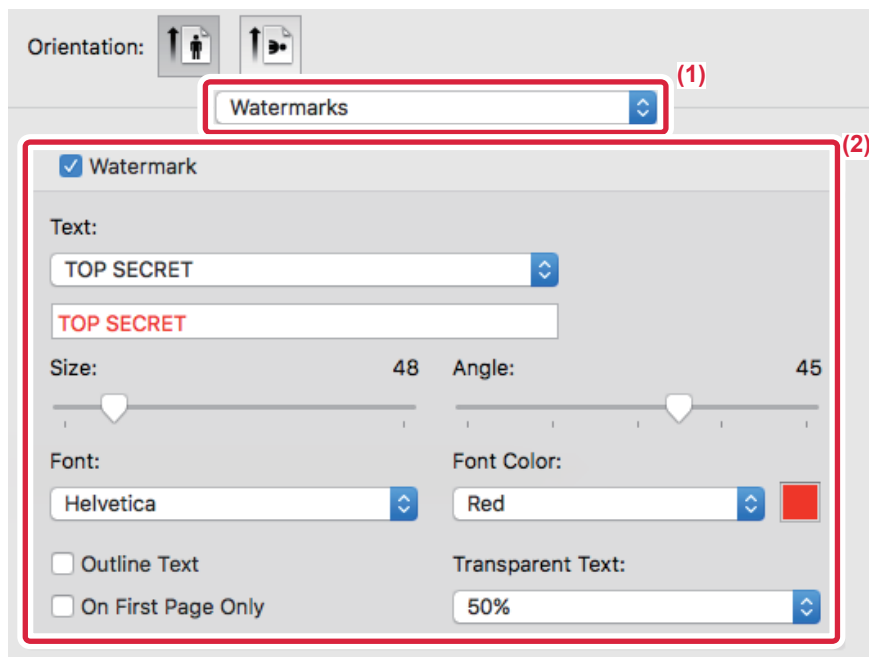 Orientation:
(1)
Watermarks
(2)
Watermark
Text:
TOP SECRET
TOP SECRET
Size: 48 Angle: 45
Font: Font Color:
Helvetica Red
Outline Text Transparent Text:
On First Page Only 50%